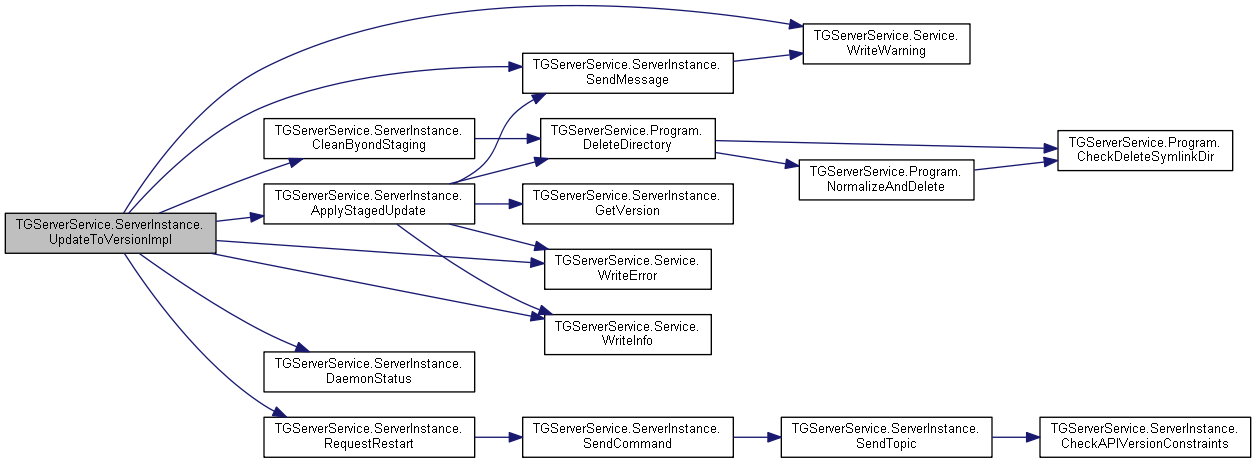 TGServerService.Service.
WriteWarning
TGServerService.ServerInstance.
SendMessage
TGServerService.ServerInstance.
CleanByondStaging
TGServerService.Program.
DeleteDirectory
TGServerService.Program.
CheckDeleteSymlinkDir
TGServerService.Program.
NormalizeAndDelete
TGServerService.ServerInstance.
ApplyStagedUpdate
TGServerService.ServerInstance.
GetVersion
TGServerService.ServerInstance.
UpdateToVersionImpl
TGServerService.Service.
WriteError
TGServerService.Service.
WriteInfo
TGServerService.ServerInstance.
DaemonStatus
TGServerService.ServerInstance.
RequestRestart
TGServerService.ServerInstance.
SendCommand
TGServerService.ServerInstance.
SendTopic
TGServerService.ServerInstance.
CheckAPIVersionConstraints